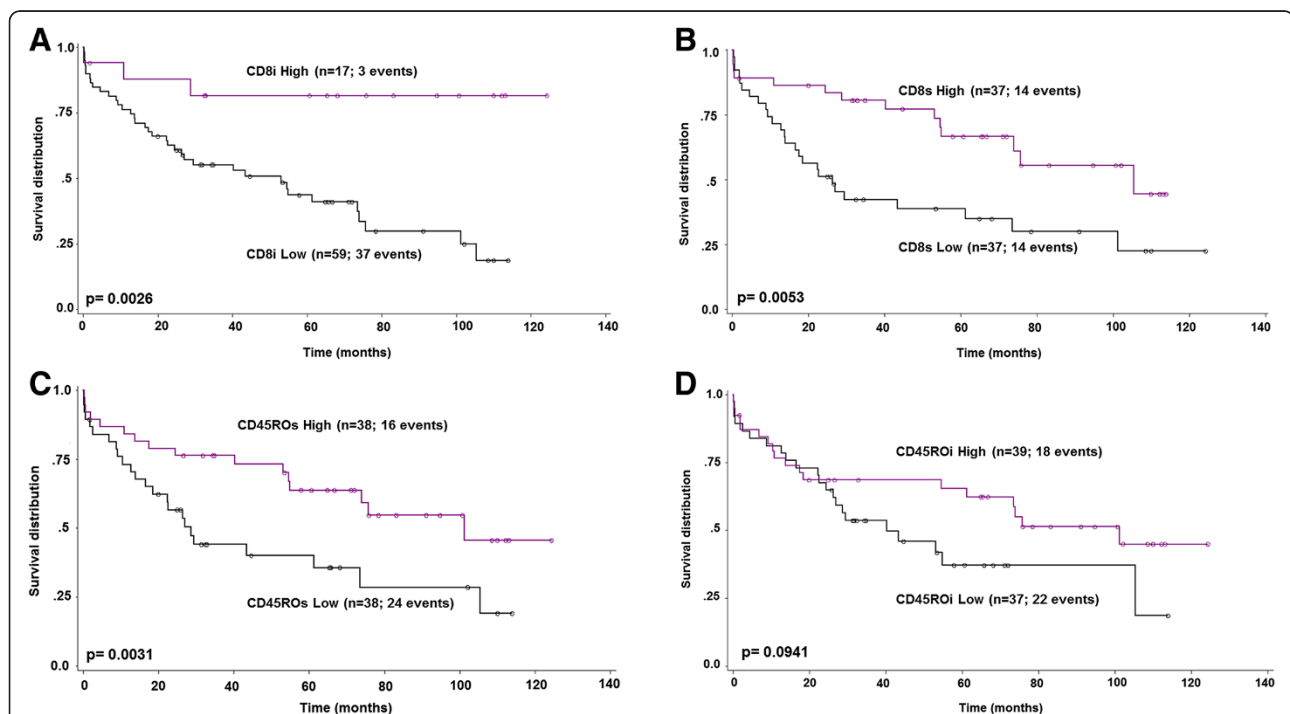 A
1.0
.75
.5
.25
0.0
Survival distribution
CD8i High (n=17; 3 events)
CD8i Low (n=59; 37 events)
p= 0.0026
0 20 40 60 80 100 120 140
Time (months)
B
1.0
.75
.5
.25
0.0
Survival distribution
CD8s High (n=37; 14 events)
CD8s Low (n=37; 14 events)
p= 0.0053
0 20 40 60 80 100 120 140
Time (months)
C
1.0
.75
.5
.25
0.0
Survival distribution
CD45ROs High (n=38; 16 events)
CD45ROs Low (n=38; 24 events)
p= 0.0031
0 20 40 60 80 100 120 140
Time (months)
D
1.0
.75
.5
.25
0.0
Survival distribution
CD45ROi High (n=39; 18 events)
CD45ROi Low (n=37; 22 events)
p= 0.0941
0 20 40 60 80 100 120 140
Time (months)